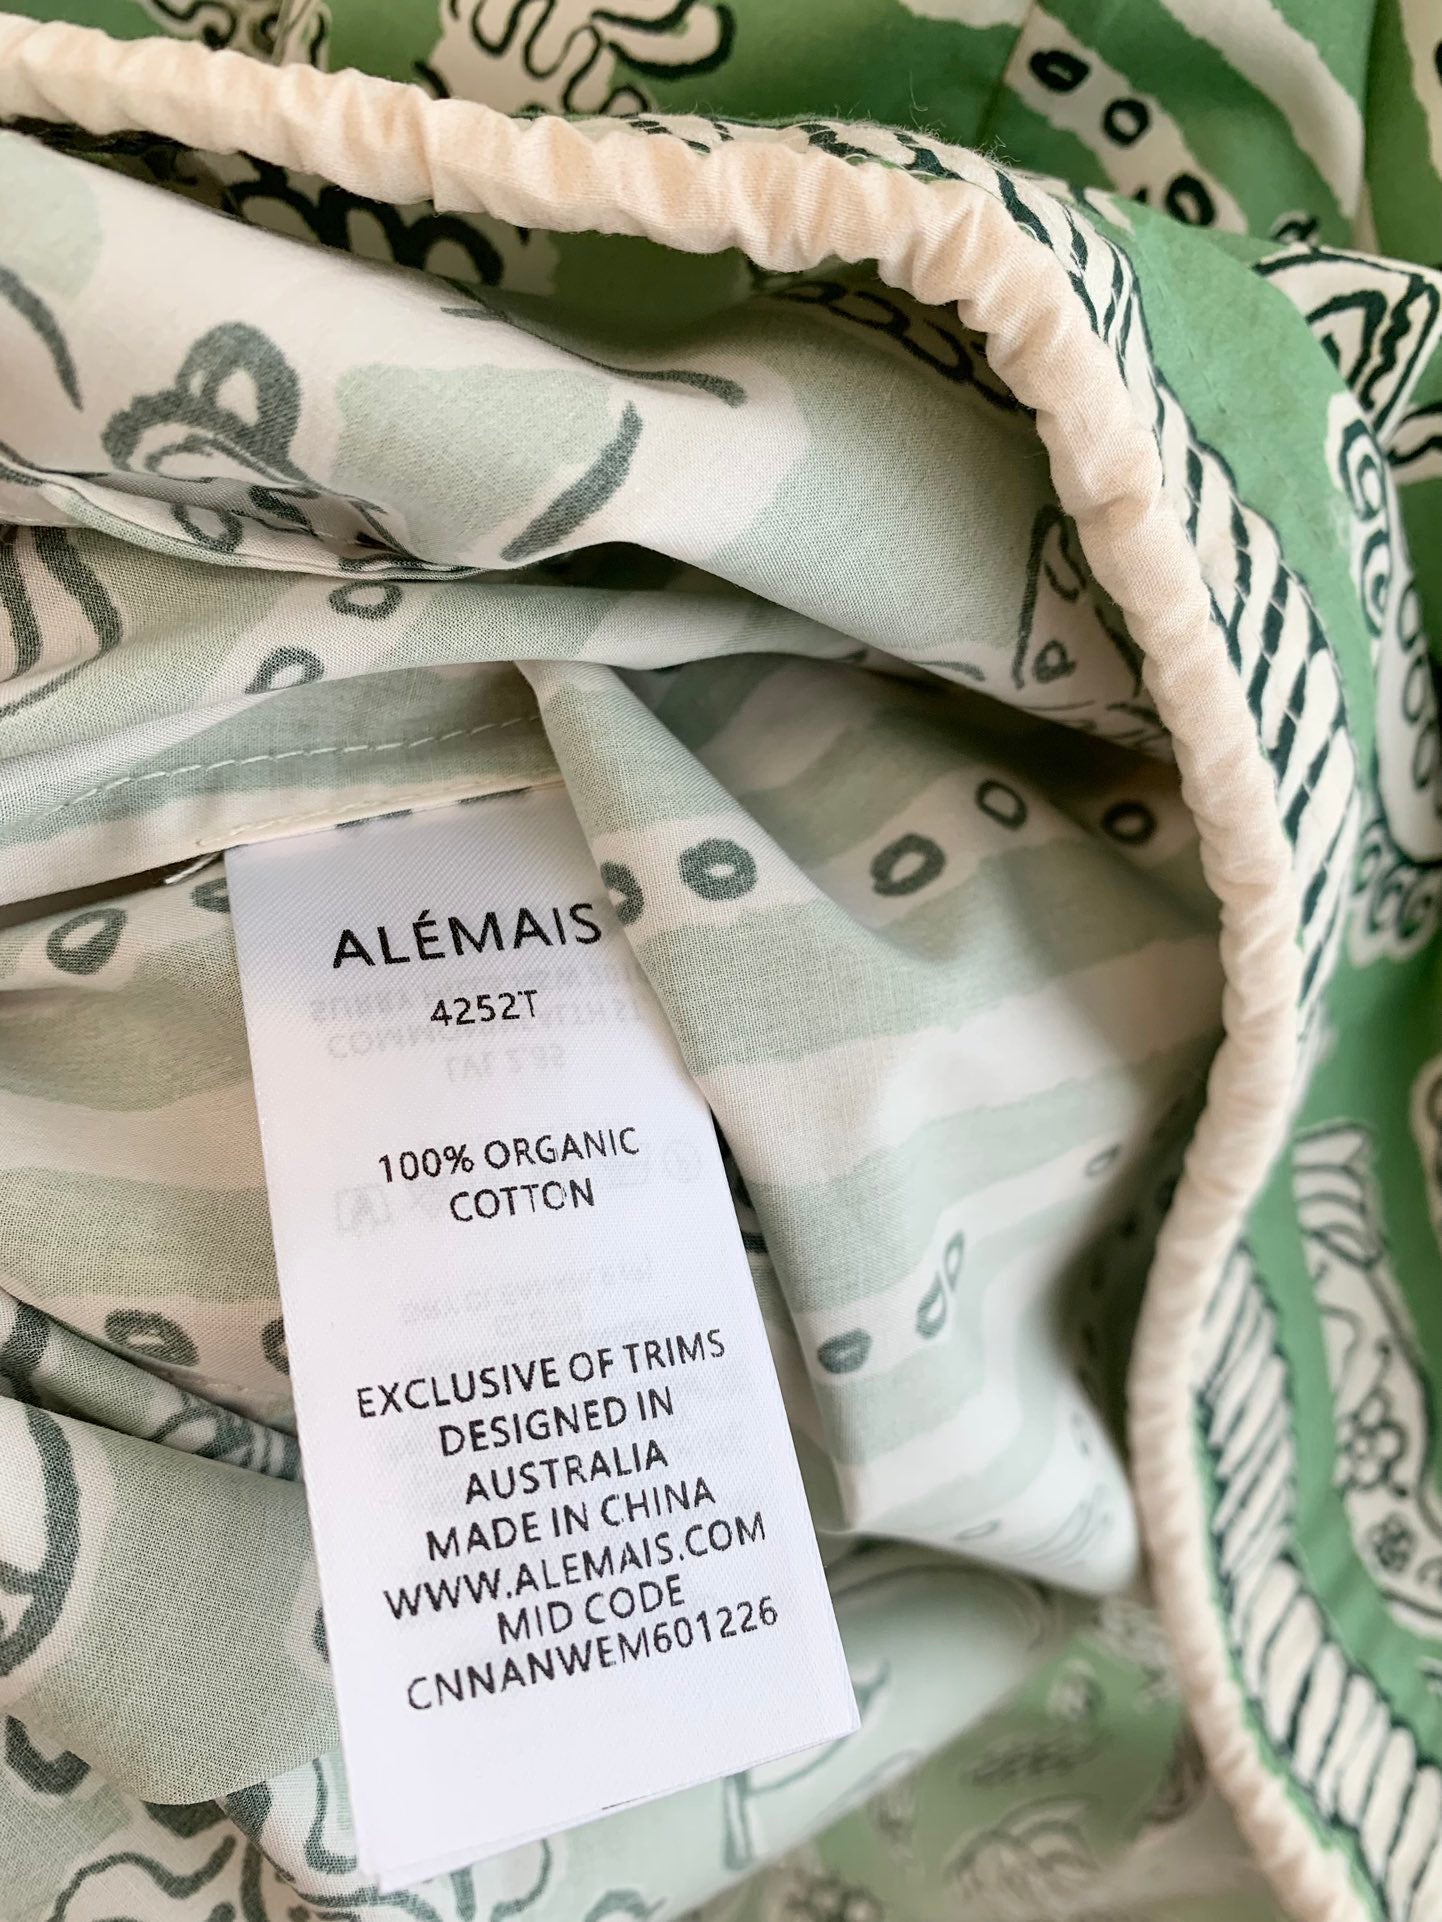 ALÉMAIS
4252T
100% ORGANIC
COTTON
EXCLUSIVE OF TRIMS
DESIGNED IN
AUSTRALIA
MADE IN CHINA
WWW.ALEMAIS.COM
MID CODE
CNNANWEM601226